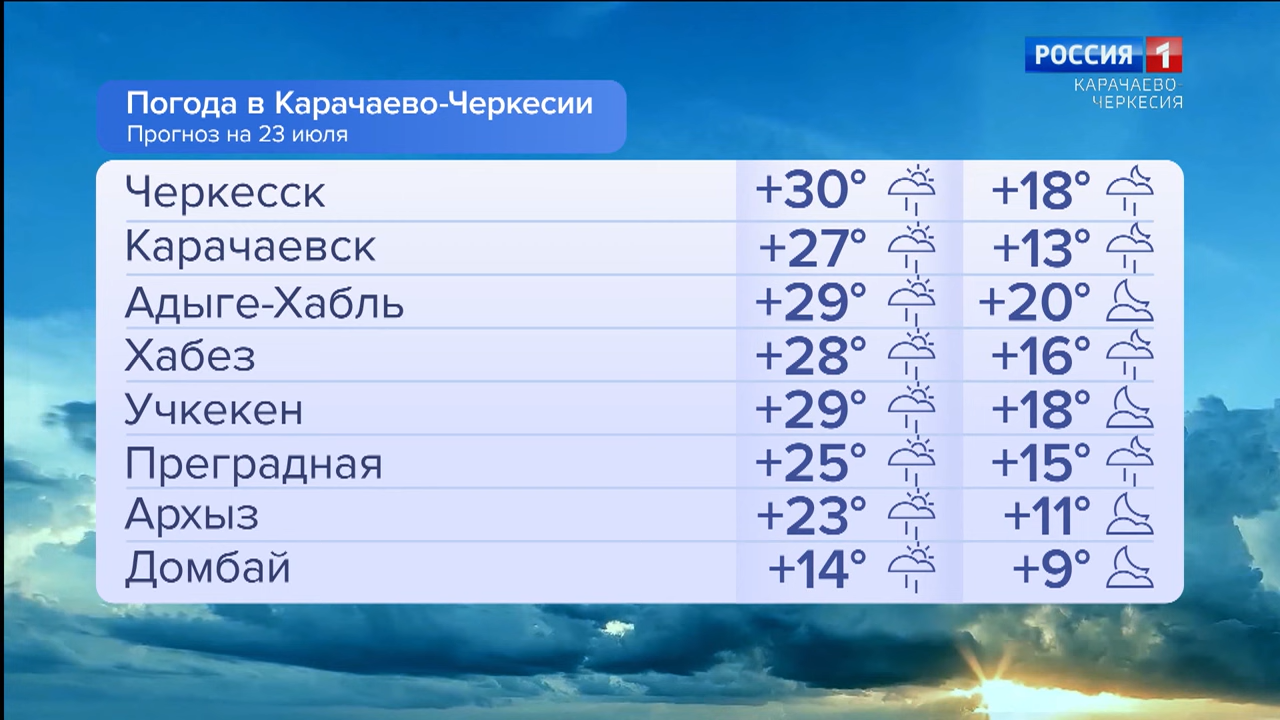 РОССИЯ 1
КАРАЧАЕВО-
ЧЕРКЕСИЯ
Погода в Карачаево-Черкесии
Прогноз на 23 июля
Черкесск +30° +18°
Карачаевск +27° +13°
Адыге-Хабль +29° +20°
Хабез +28° +16°
Учкекен +29° +18°
Преградная +25° +15°
Архыз +23° +11°
Домбай +14° +9°